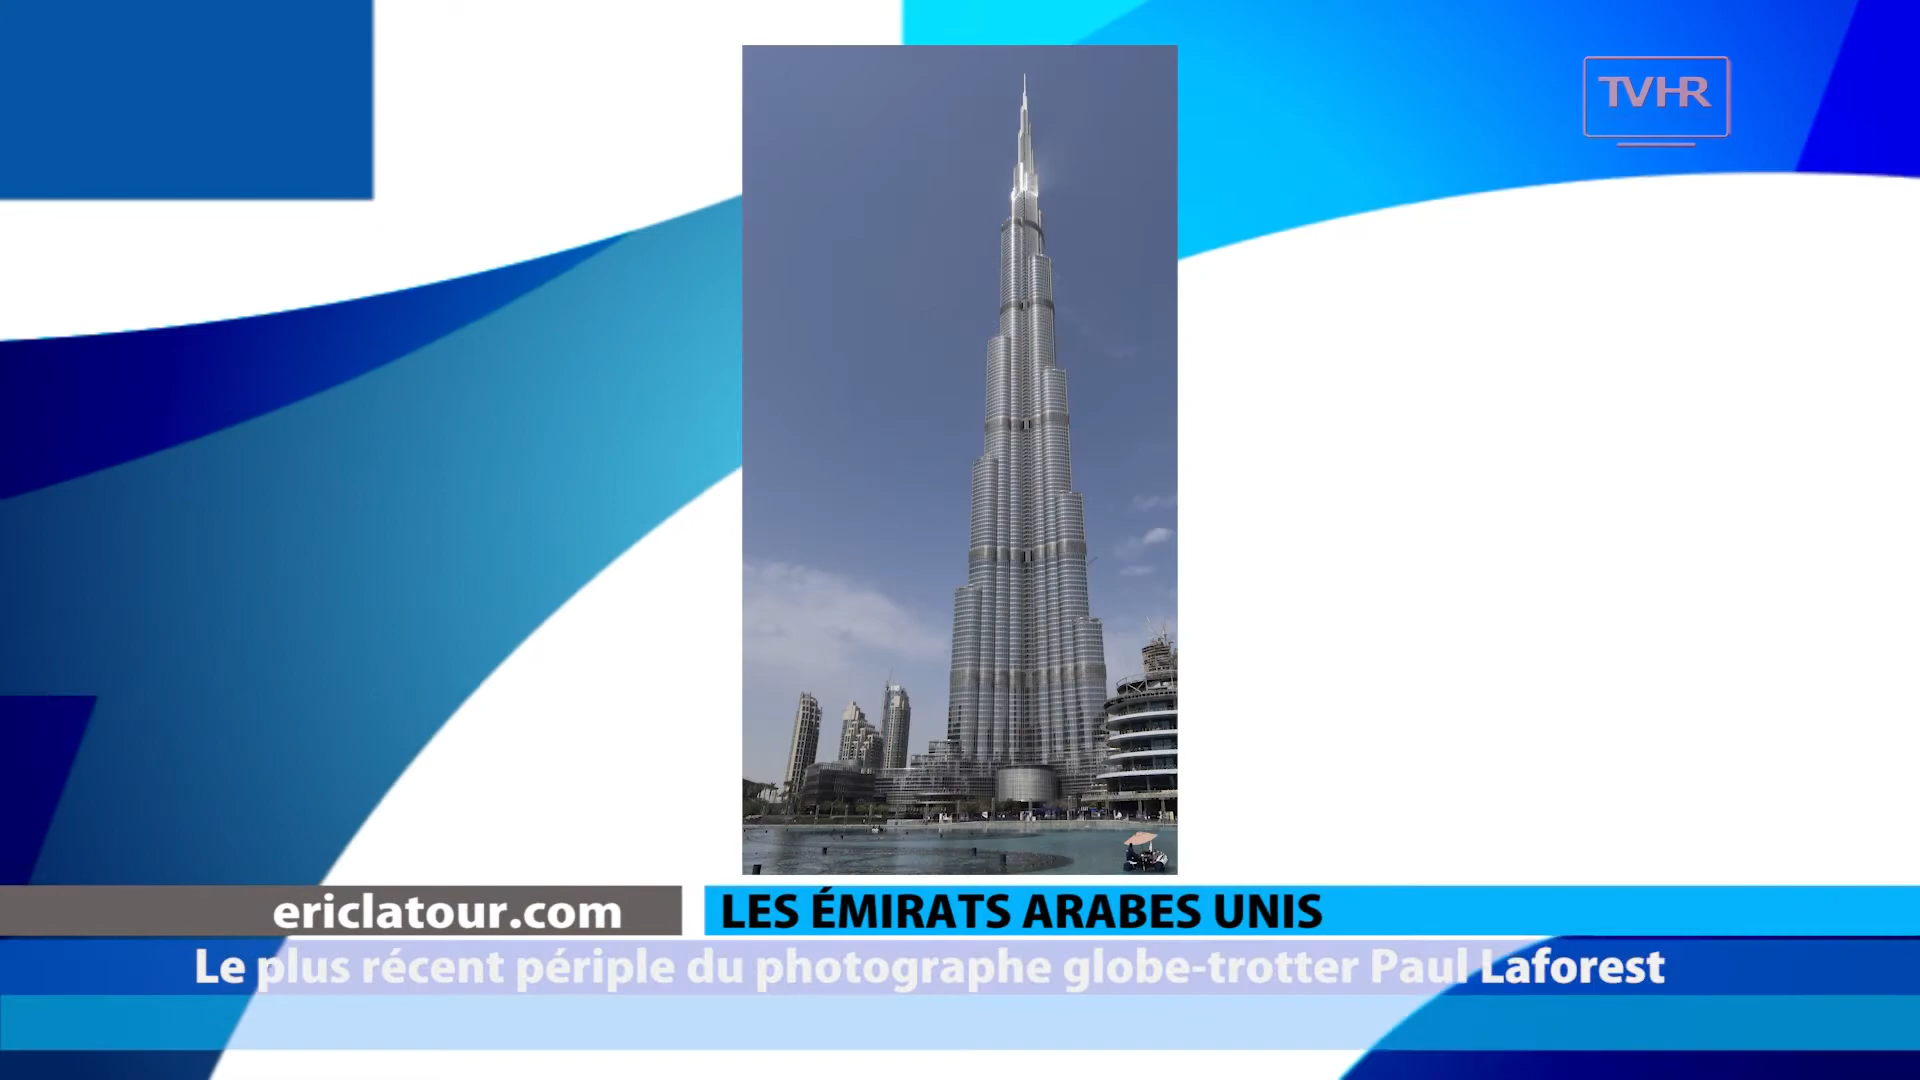 TVHR
ericlatour.com
LES ÉMIRATS ARABES UNIS
Le plus récent périple du photographe globe-trotter Paul Laforest